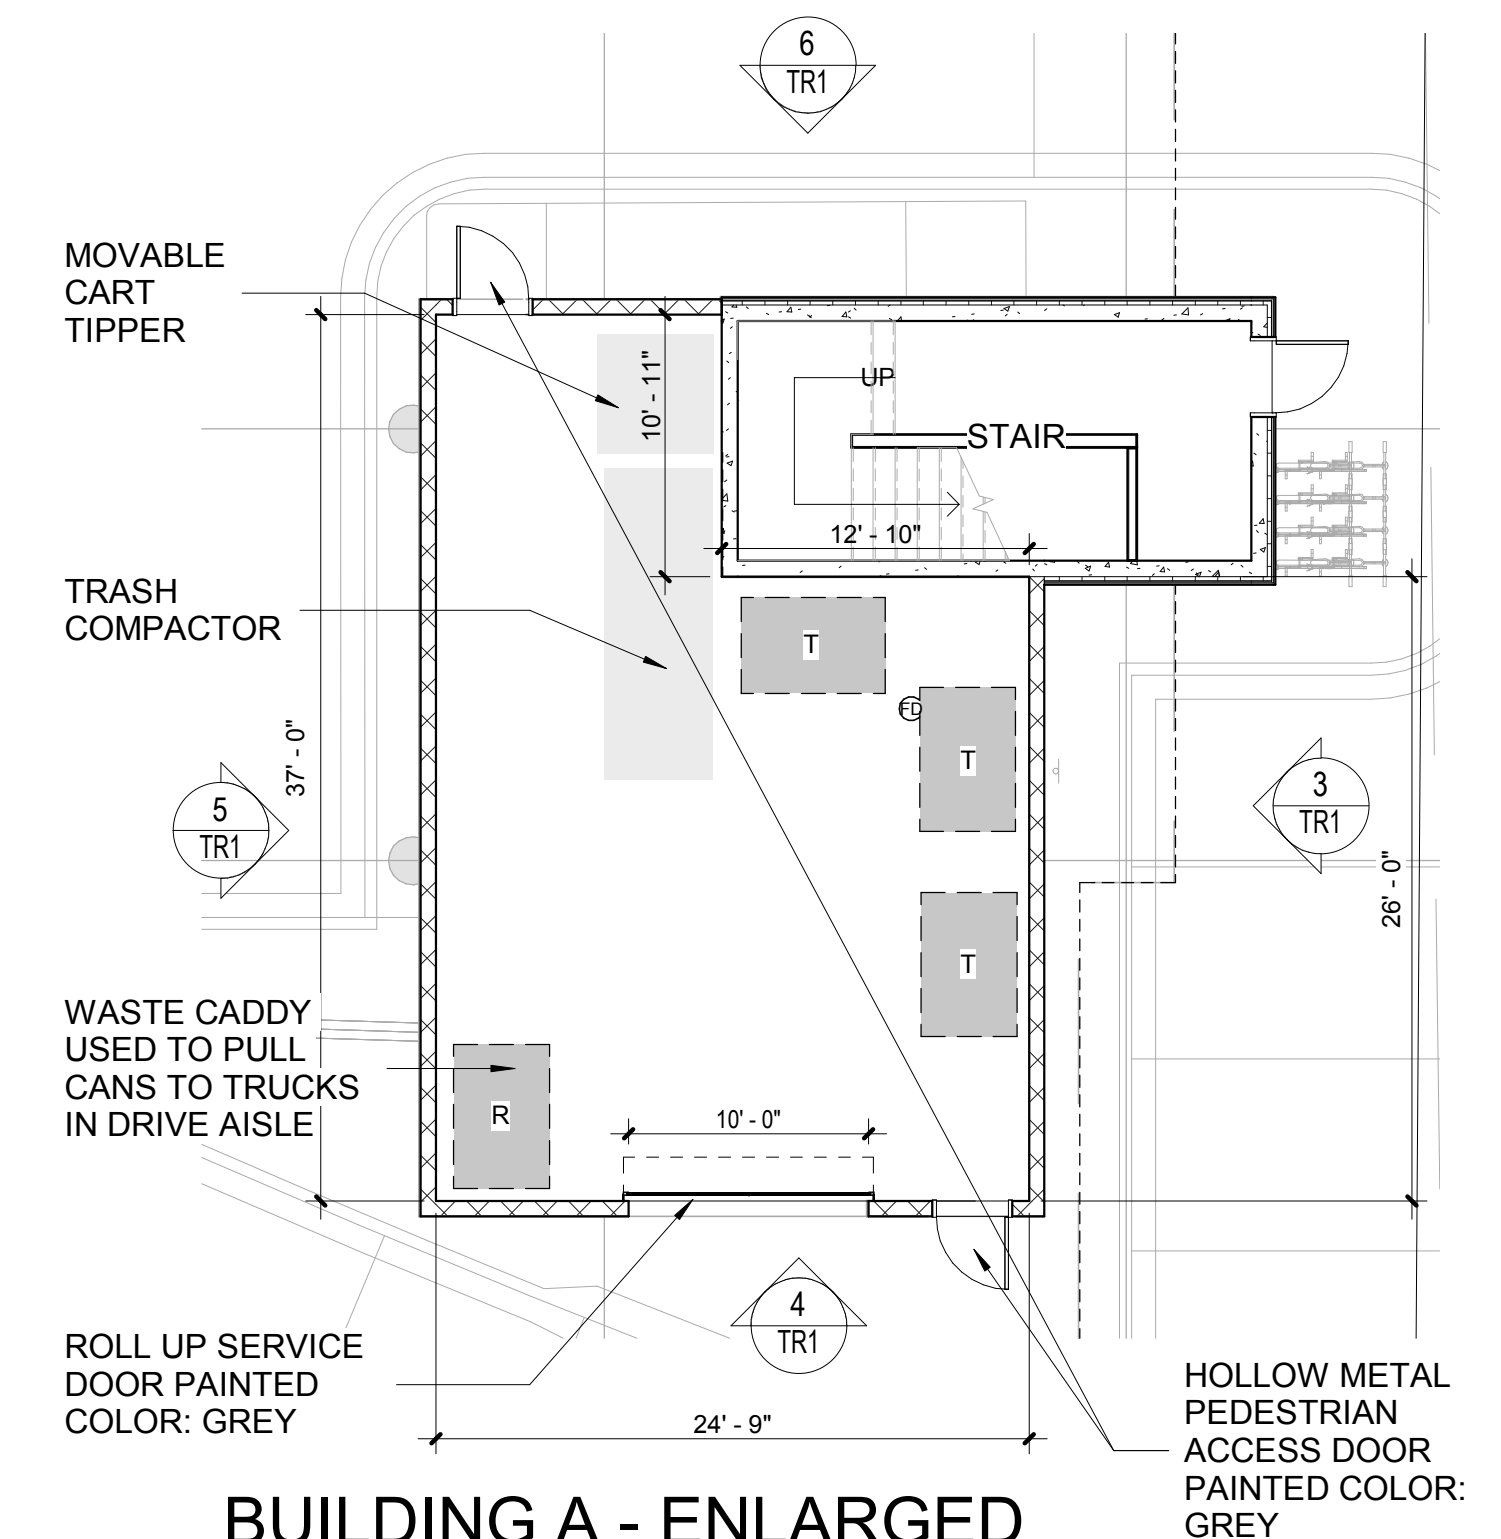 6
TR1
MOVABLE
CART
TIPPER
10' - 11"
UP
STAIR
12' - 10"
TRASH
COMPACTOR
T
FD
T
37' - 0"
5
TR1
3
TR1
26' - 0"
T
WASTE CADDY
USED TO PULL
CANS TO TRUCKS
IN DRIVE AISLE
R
10' - 0"
4
TR1
ROLL UP SERVICE
DOOR PAINTED
COLOR: GREY
24' - 9"
HOLLOW METAL
PEDESTRIAN
ACCESS DOOR
PAINTED COLOR:
GREY
BUILDING A - ENLARGED